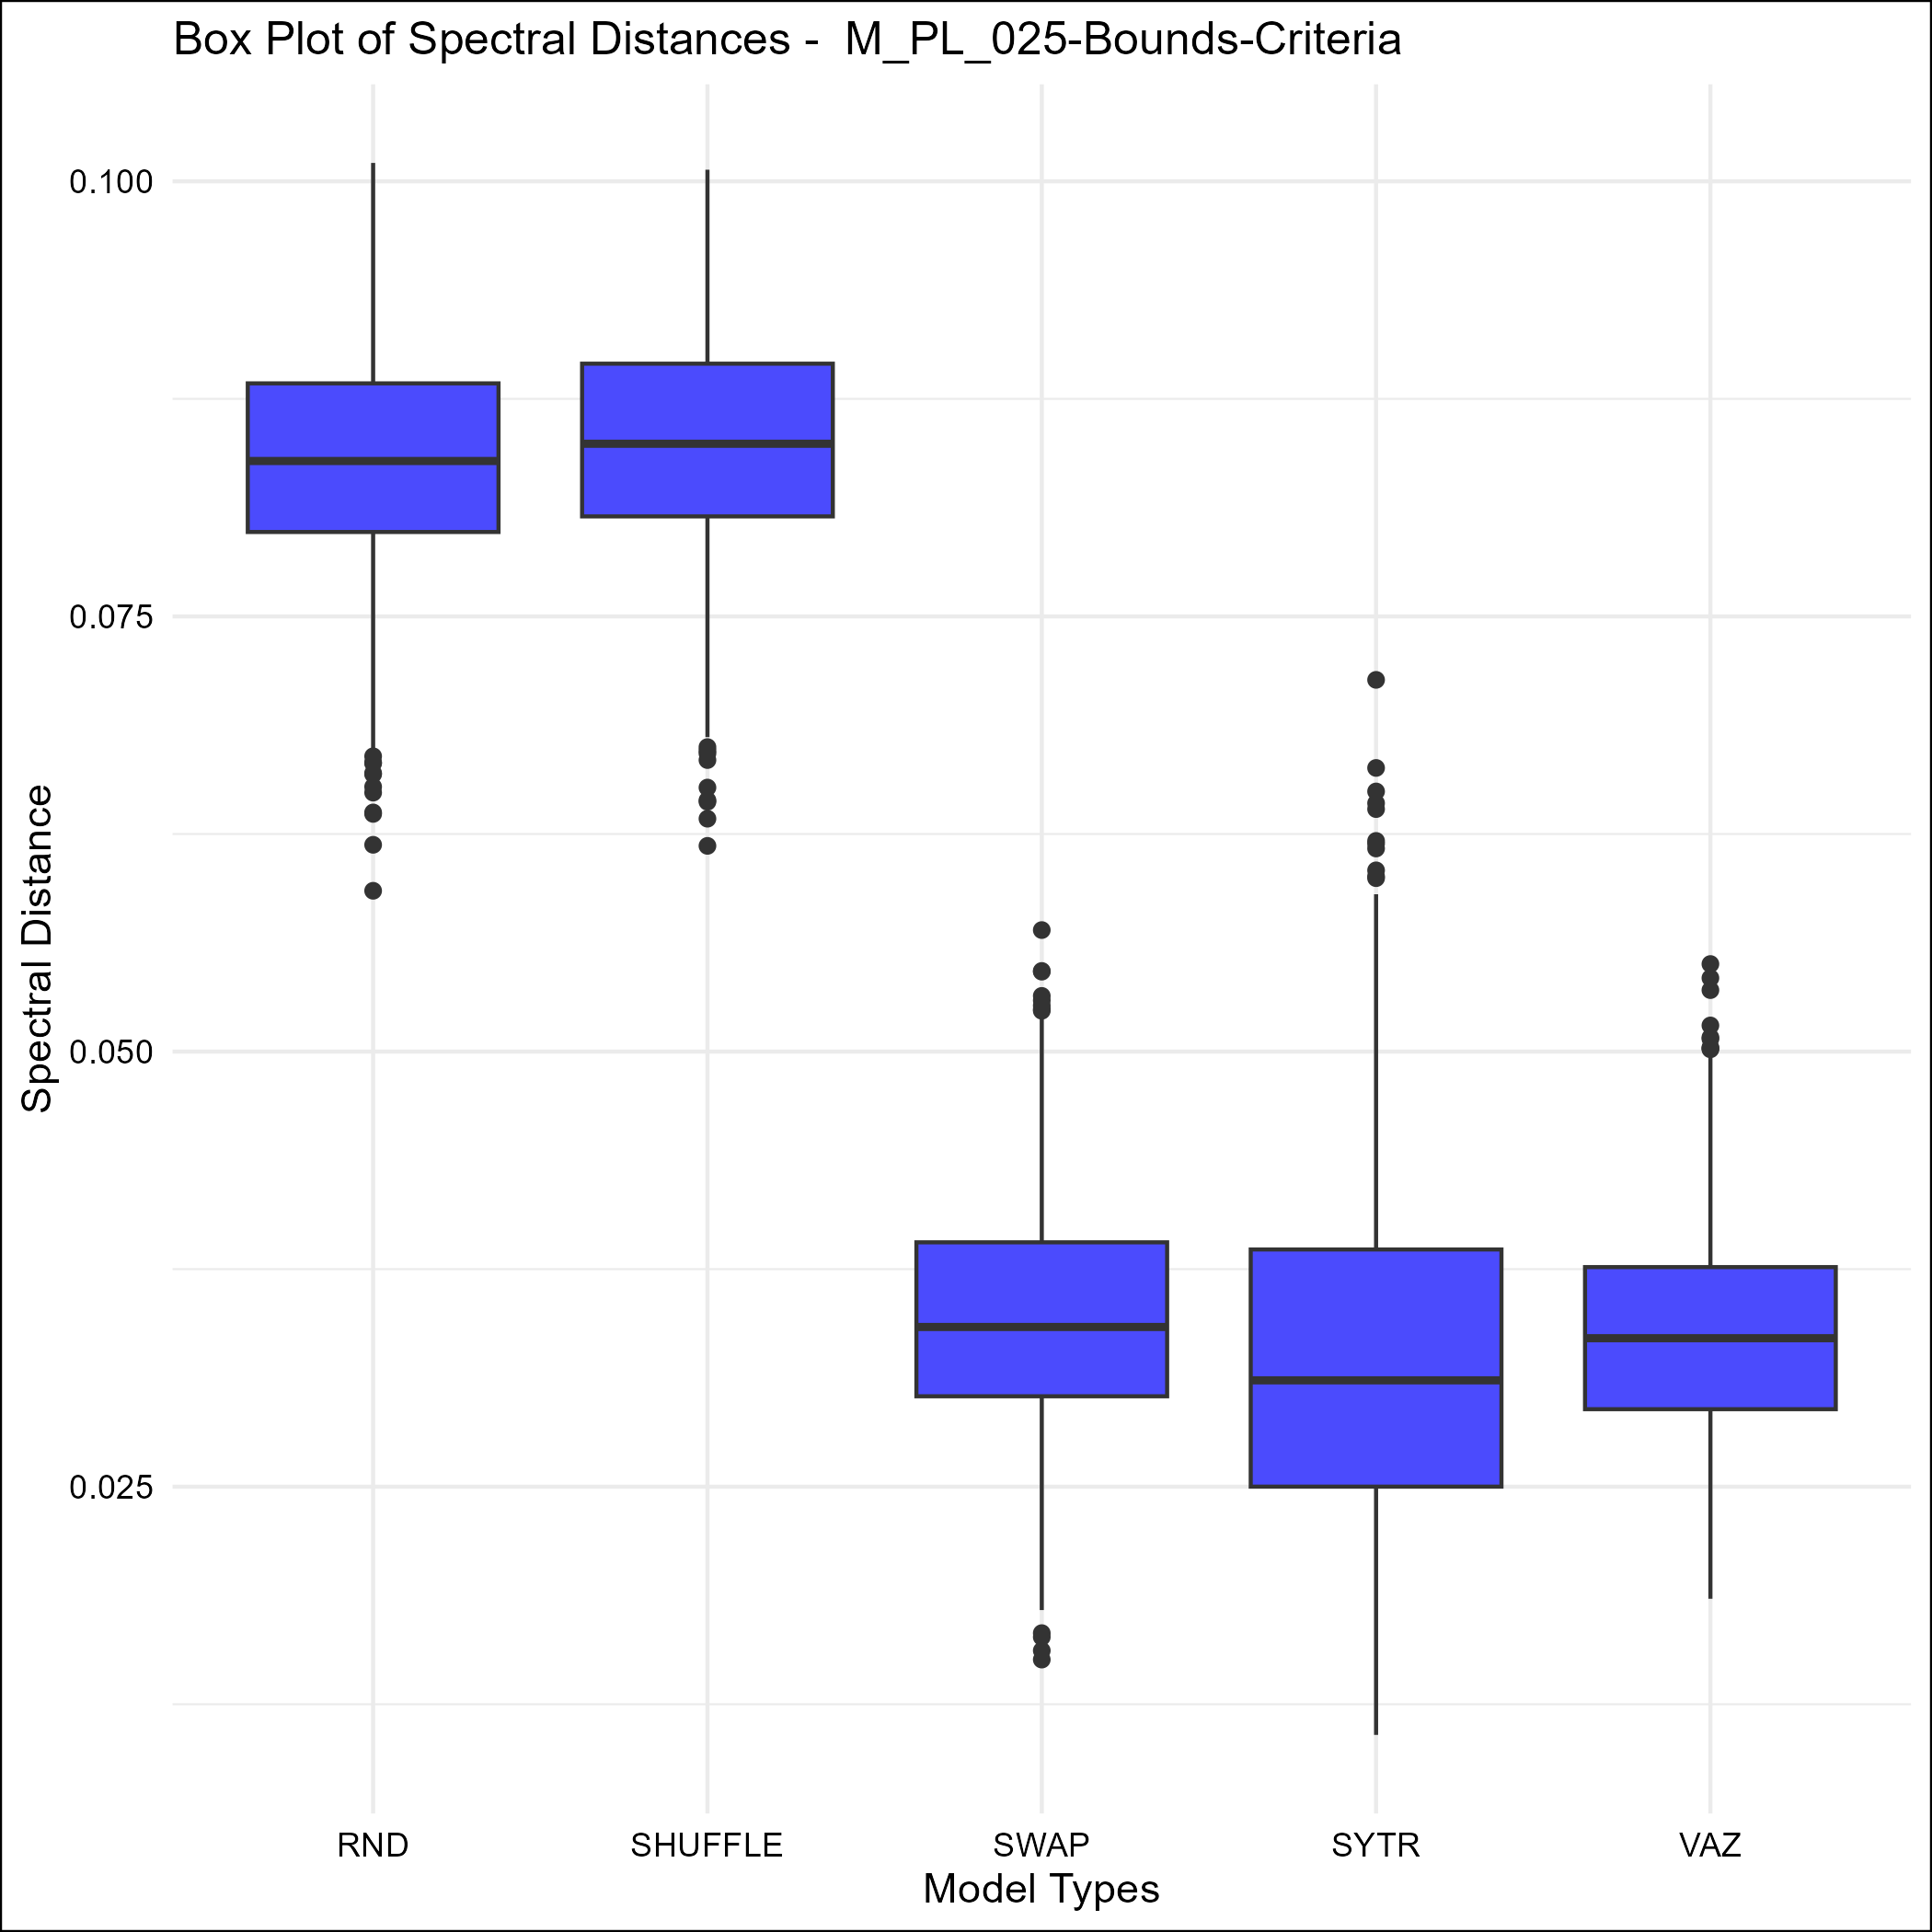 Box Plot of Spectral Distances -  M_PL_025-Bounds-Criteria
0.100
0.075
0.050
0.025
Spectral Distance
RND SHUFFLE SWAP SYTR VAZ
Model Types